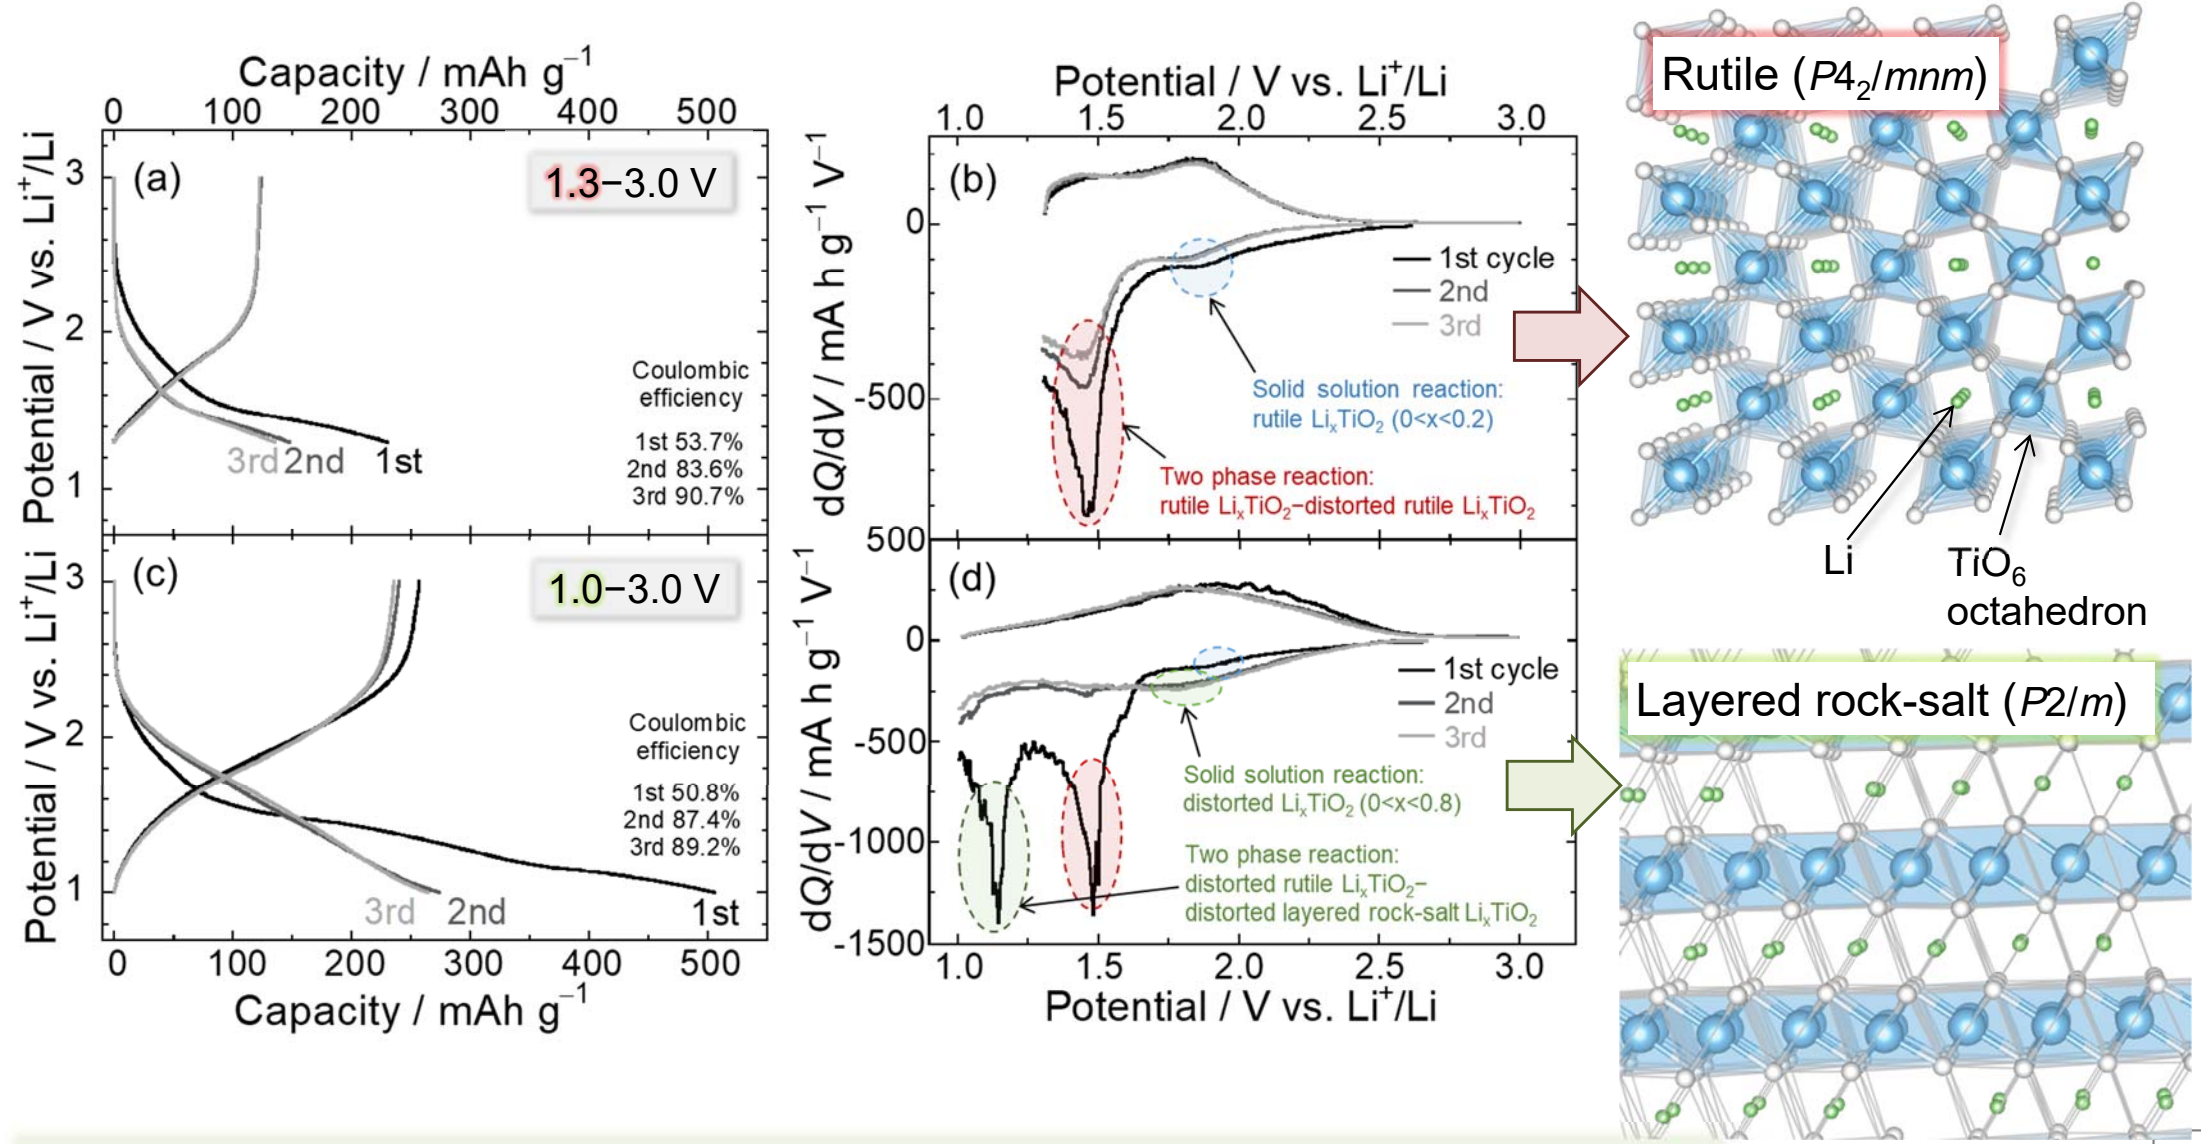 Capacity / mAh g⁻¹
0 100 200 300 400 500
Potential / V vs. Li⁺/Li
3
2
1
(a)
1.3−3.0 V
Coulombic
efficiency
1st 53.7%
2nd 83.6%
3rd 90.7%
3rd 2nd 1st
Potential / V vs. Li⁺/Li
3
2
1
(c)
1.0−3.0 V
Coulombic
efficiency
1st 50.8%
2nd 87.4%
3rd 89.2%
3rd 2nd 1st
0 100 200 300 400 500
Capacity / mAh g⁻¹
Potential / V vs. Li⁺/Li
1.0 1.5 2.0 2.5 3.0
dQ/dV / mA h g⁻¹ V⁻¹
0
-500
(b)
1st cycle
2nd
3rd
Solid solution reaction:
rutile LiₓTiO₂ (0<x<0.2)
Two phase reaction:
rutile LiₓTiO₂−distorted rutile LiₓTiO₂
dQ/dV / mA h g⁻¹ V⁻¹
500
0
-500
-1000
-1500
(d)
1st cycle
2nd
3rd
Solid solution reaction:
distorted LiₓTiO₂ (0<x<0.8)
Two phase reaction:
distorted rutile LiₓTiO₂−
distorted layered rock-salt LiₓTiO₂
1.0 1.5 2.0 2.5 3.0
Potential / V vs. Li⁺/Li
Rutile (P4₂/mnm)
Li
TiO₆
octahedron
Layered rock-salt (P2/m)